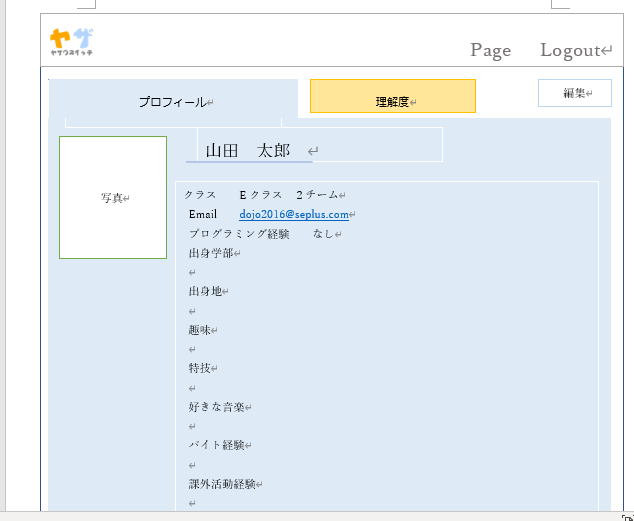 ヤザ
ヤザワスイッチ
Page Logout↵
プロフィール↵
理解度↵
編集↵
山田　太郎　↵
写真↵
クラス　　Eクラス　２チーム↵
Email　　dojo2016@seplus.com↵
プログラミング経験　　なし↵
出身学部↵
↵
出身地↵
↵
趣味↵
↵
特技↵
↵
好きな音楽↵
↵
バイト経験↵
↵
課外活動経験↵
↵